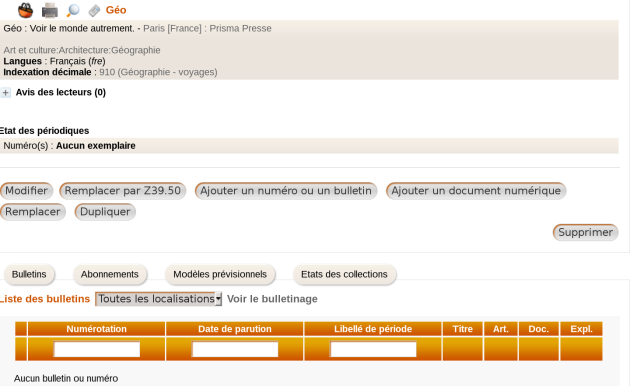 Géo
Géo : Voir le monde autrement. - Paris [France] : Prisma Presse
Art et culture:Architecture:Géographie
Langues : Français (fre)
Indexation décimale : 910 (Géographie - voyages)
Avis des lecteurs (0)
Etat des périodiques
Numéro(s) : Aucun exemplaire
Modifier Remplacer par Z39.50 Ajouter un numéro ou un bulletin Ajouter un document numérique
Remplacer Dupliquer
Supprimer
Bulletins Abonnements Modèles prévisionnels Etats des collections
Liste des bulletins Toutes les localisations Voir le bulletinage
Numérotation Date de parution Libellé de période Titre Art. Doc. Expl.
Aucun bulletin ou numéro